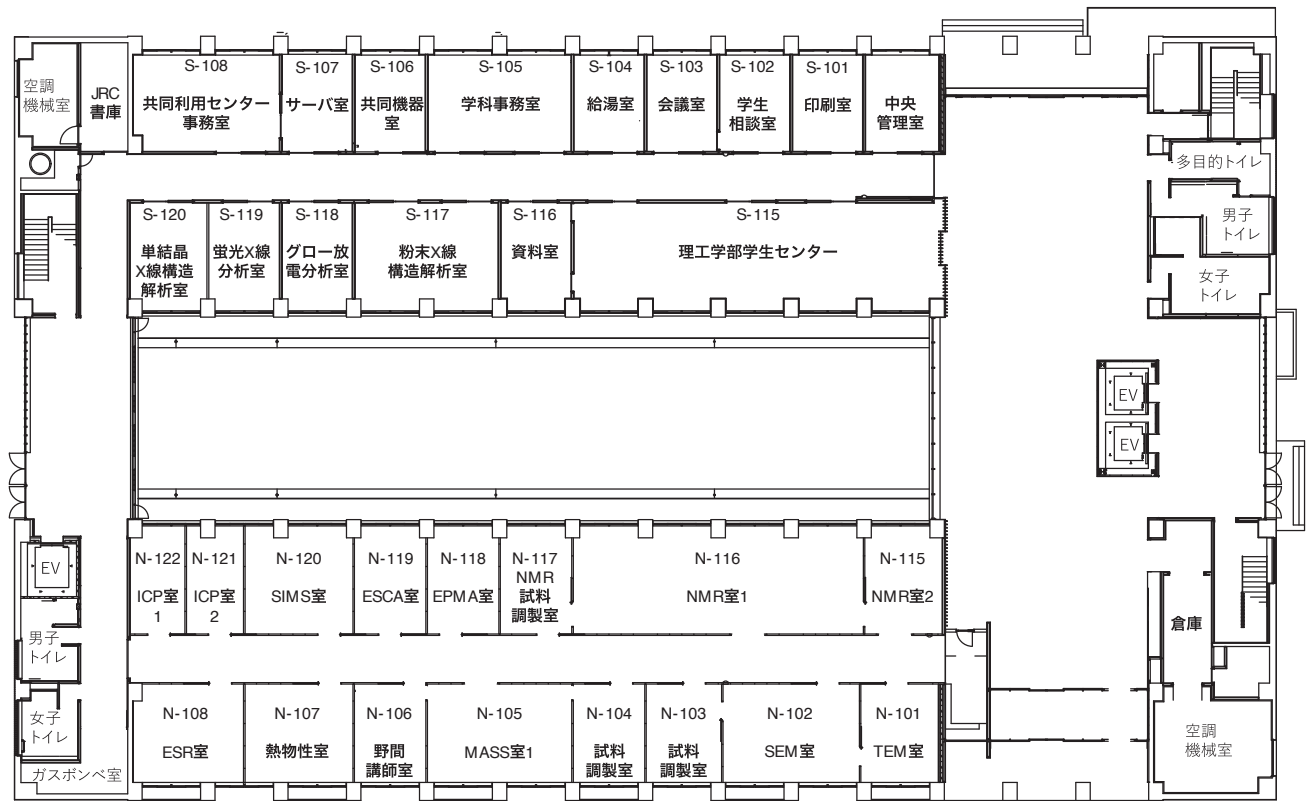 空調
機械室
JRC
書庫
S-108
共同利用センター
事務室
S-107
サーバ室
S-106
共同機器
室
S-105
学科事務室
S-104
給湯室
S-103
会議室
S-102
学生
相談室
S-101
印刷室
中央
管理室
多目的トイレ
男子
トイレ
女子
トイレ
S-120
単結晶
X線構造
解析室
S-119
蛍光X線
分析室
S-118
グロー放
電分析室
S-117
粉末X線
構造解析室
S-116
資料室
S-115
理工学部学生センター
EV
EV
N-122
ICP室
1
N-121
ICP室
2
N-120
SIMS室
N-119
ESCA室
N-118
EPMA室
N-117
NMR
試料
調製室
N-116
NMR室1
N-115
NMR室2
EV
男子
トイレ
倉庫
女子
トイレ
ガスボンベ室
N-108
ESR室
N-107
熱物性室
N-106
野間
講師室
N-105
MASS室1
N-104
試料
調製室
N-103
試料
調製室
N-102
SEM室
N-101
TEM室
空調
機械室